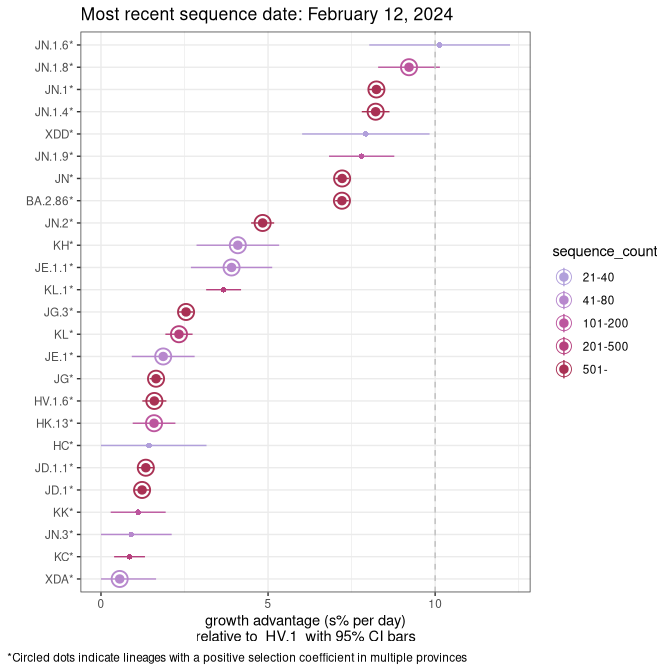 Most recent sequence date: February 12, 2024
JN.1.6*
JN.1.8*
JN.1*
JN.1.4*
XDD*
JN.1.9*
JN*
BA.2.86*
JN.2*
KH*
JE.1.1*
KL.1*
JG.3*
KL*
JE.1*
JG*
HV.1.6*
HK.13*
HC*
JD.1.1*
JD.1*
KK*
JN.3*
KC*
XDA*
0 5 10
growth advantage (s% per day)
relative to HV.1 with 95% CI bars
sequence_count
21-40
41-80
101-200
201-500
501-
*Circled dots indicate lineages with a positive selection coefficient in multiple provinces